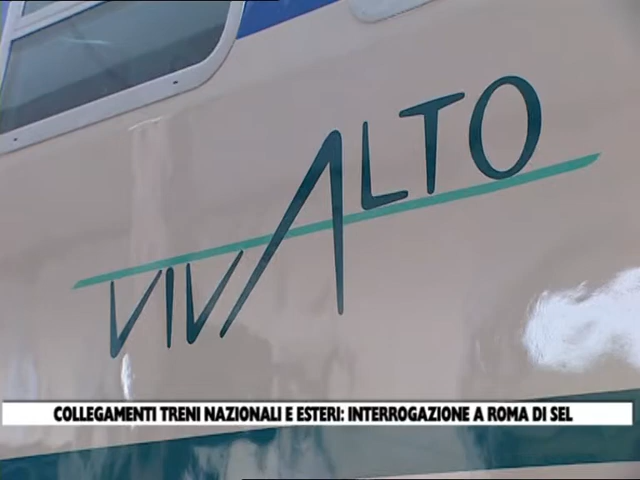 VIVALTO
COLLEGAMENTI TRENI NAZIONALI E ESTERI: INTERROGAZIONE A ROMA DI SEL